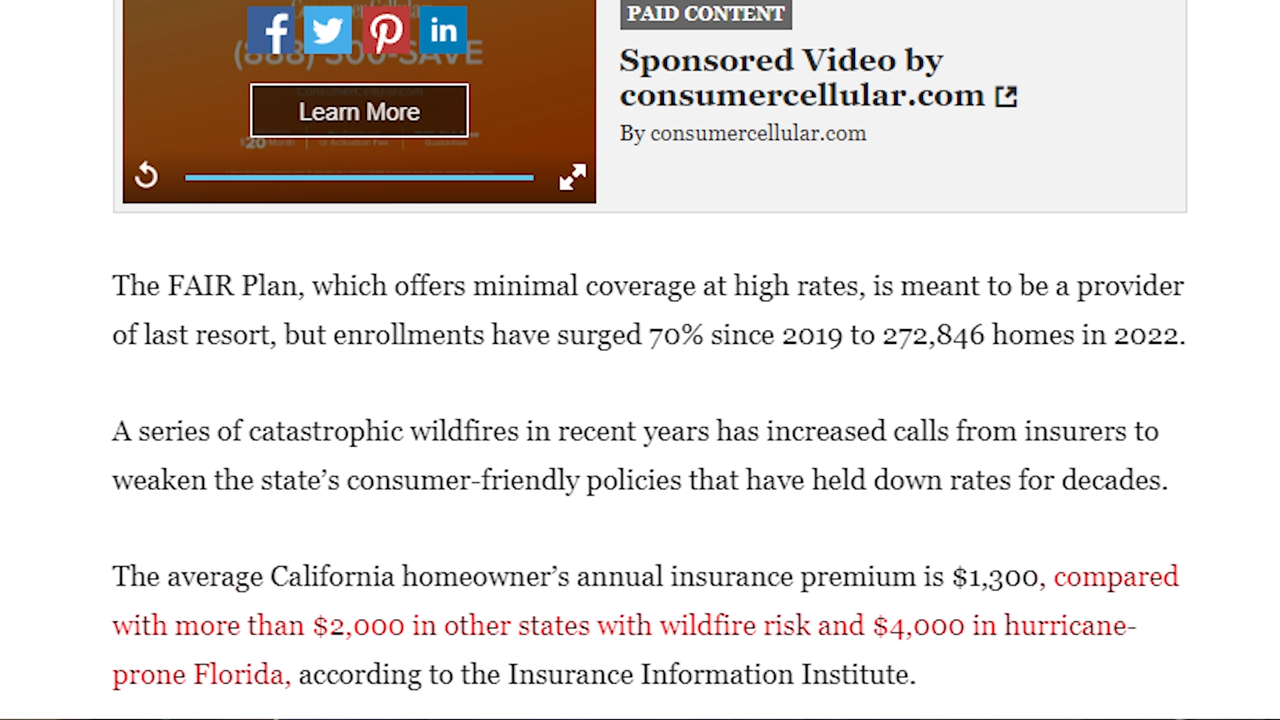 PAID CONTENT
Sponsored Video by
consumercellular.com
By consumercellular.com
(888) 300-SAVE
Learn More
$20
The FAIR Plan, which offers minimal coverage at high rates, is meant to be a provider
of last resort, but enrollments have surged 70% since 2019 to 272,846 homes in 2022.
A series of catastrophic wildfires in recent years has increased calls from insurers to
weaken the state’s consumer-friendly policies that have held down rates for decades.
The average California homeowner’s annual insurance premium is $1,300, compared
with more than $2,000 in other states with wildfire risk and $4,000 in hurricane-
prone Florida, according to the Insurance Information Institute.